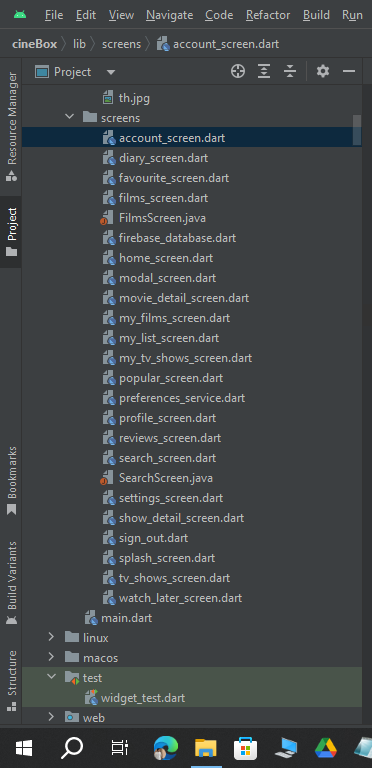 File Edit View Navigate Code Refactor Build Run
cineBox lib screens account_screen.dart
Project
Resource Manager
Project
Bookmarks
Build Variants
Structure
th.jpg
screens
account_screen.dart
diary_screen.dart
favourite_screen.dart
films_screen.dart
FilmsScreen.java
firebase_database.dart
home_screen.dart
modal_screen.dart
movie_detail_screen.dart
my_films_screen.dart
my_list_screen.dart
my_tv_shows_screen.dart
popular_screen.dart
preferences_service.dart
profile_screen.dart
reviews_screen.dart
search_screen.dart
SearchScreen.java
settings_screen.dart
show_detail_screen.dart
sign_out.dart
splash_screen.dart
tv_shows_screen.dart
watch_later_screen.dart
main.dart
linux
macos
test
widget_test.dart
web